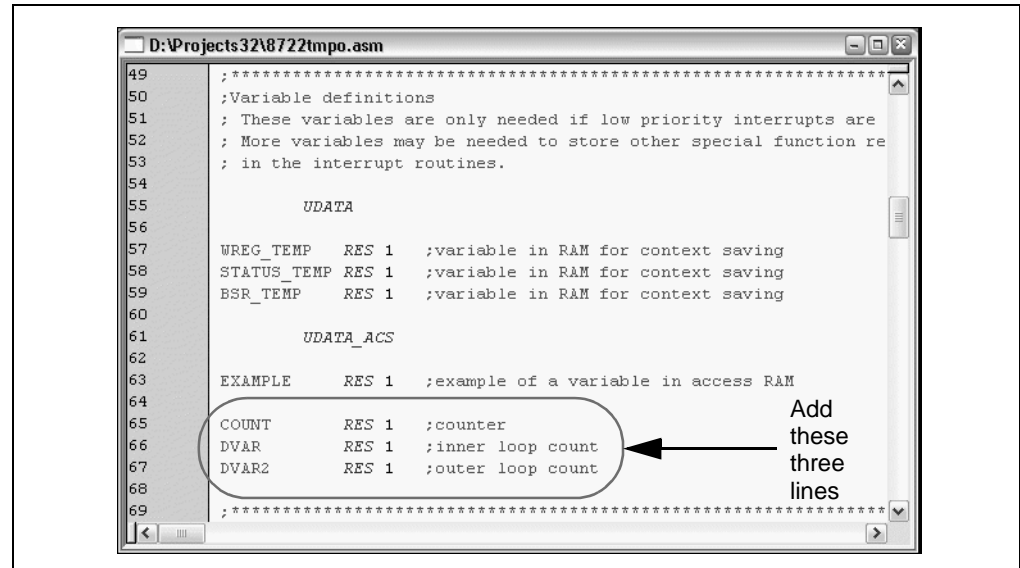 D:\Projects32\8722tmpo.asm
49 ;****************************************************************
50 ;Variable definitions
51 ; These variables are only needed if low priority interrupts are
52 ; More variables may be needed to store other special function re
53 ; in the interrupt routines.
54
55 UDATA
56
57 WREG_TEMP RES 1 ;variable in RAM for context saving
58 STATUS_TEMP RES 1 ;variable in RAM for context saving
59 BSR_TEMP RES 1 ;variable in RAM for context saving
60
61 UDATA_ACS
62
63 EXAMPLE RES 1 ;example of a variable in access RAM
64
65 COUNT RES 1 ;counter
66 DVAR RES 1 ;inner loop count
67 DVAR2 RES 1 ;outer loop count
68
69 ;****************************************************************
Add
these
three
lines